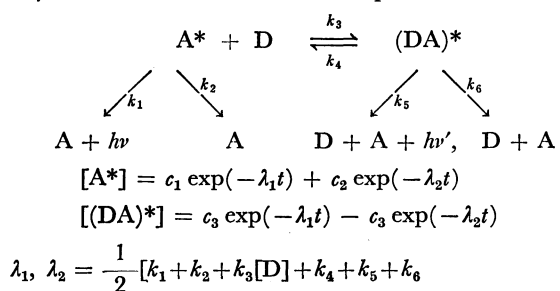 k₃
A* + D ⇌ (DA)*
k₄
k₁ k₂ k₅ k₆
A + hν A D + A + hν′, D + A
[A*] = c₁ exp(−λ₁t) + c₂ exp(−λ₂t)
[(DA)*] = c₃ exp(−λ₁t) − c₃ exp(−λ₂t)
λ₁, λ₂ = 1/2 [k₁+k₂+k₃[D]+k₄+k₅+k₆